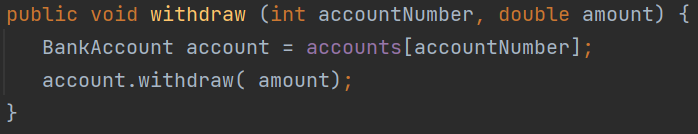 public void withdraw (int accountNumber, double amount) {
BankAccount account = accounts[accountNumber];
account.withdraw( amount);
}